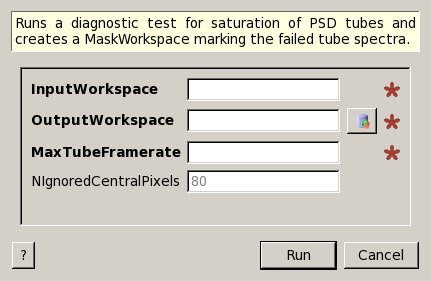 Runs a diagnostic test for saturation of PSD tubes and
creates a MaskWorkspace marking the failed tube spectra.
InputWorkspace
OutputWorkspace
MaxTubeFramerate
NIgnoredCentralPixels 80
? Run Cancel